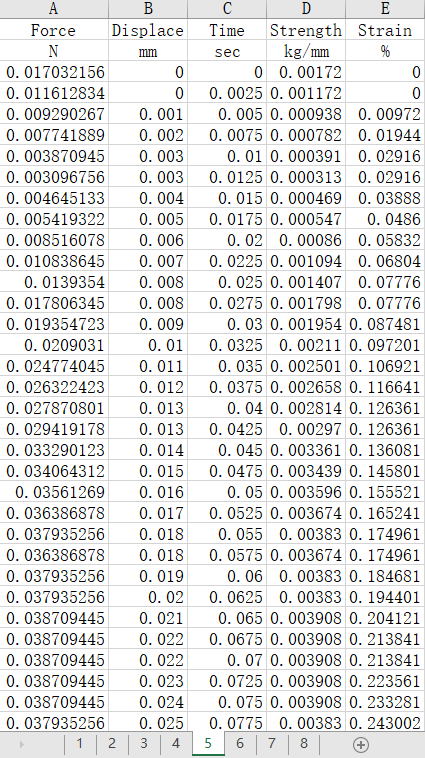 A B C D E
Force Displace Time Strength Strain
N mm sec kg/mm %
0.017032156 0 0 0.00172 0
0.011612834 0 0.0025 0.001172 0
0.009290267 0.001 0.005 0.000938 0.00972
0.007741889 0.002 0.0075 0.000782 0.01944
0.003870945 0.003 0.01 0.000391 0.02916
0.003096756 0.003 0.0125 0.000313 0.02916
0.004645133 0.004 0.015 0.000469 0.03888
0.005419322 0.005 0.0175 0.000547 0.0486
0.008516078 0.006 0.02 0.00086 0.05832
0.010838645 0.007 0.0225 0.001094 0.06804
0.0139354 0.008 0.025 0.001407 0.07776
0.017806345 0.008 0.0275 0.001798 0.07776
0.019354723 0.009 0.03 0.001954 0.087481
0.0209031 0.01 0.0325 0.00211 0.097201
0.024774045 0.011 0.035 0.002501 0.106921
0.026322423 0.012 0.0375 0.002658 0.116641
0.027870801 0.013 0.04 0.002814 0.126361
0.029419178 0.013 0.0425 0.00297 0.126361
0.033290123 0.014 0.045 0.003361 0.136081
0.034064312 0.015 0.0475 0.003439 0.145801
0.03561269 0.016 0.05 0.003596 0.155521
0.036386878 0.017 0.0525 0.003674 0.165241
0.037935256 0.018 0.055 0.00383 0.174961
0.036386878 0.018 0.0575 0.003674 0.174961
0.037935256 0.019 0.06 0.00383 0.184681
0.037935256 0.02 0.0625 0.00383 0.194401
0.038709445 0.021 0.065 0.003908 0.204121
0.038709445 0.022 0.0675 0.003908 0.213841
0.038709445 0.022 0.07 0.003908 0.213841
0.038709445 0.023 0.0725 0.003908 0.223561
0.038709445 0.024 0.075 0.003908 0.233281
0.037935256 0.025 0.0775 0.00383 0.243002
1 2 3 4 5 6 7 8